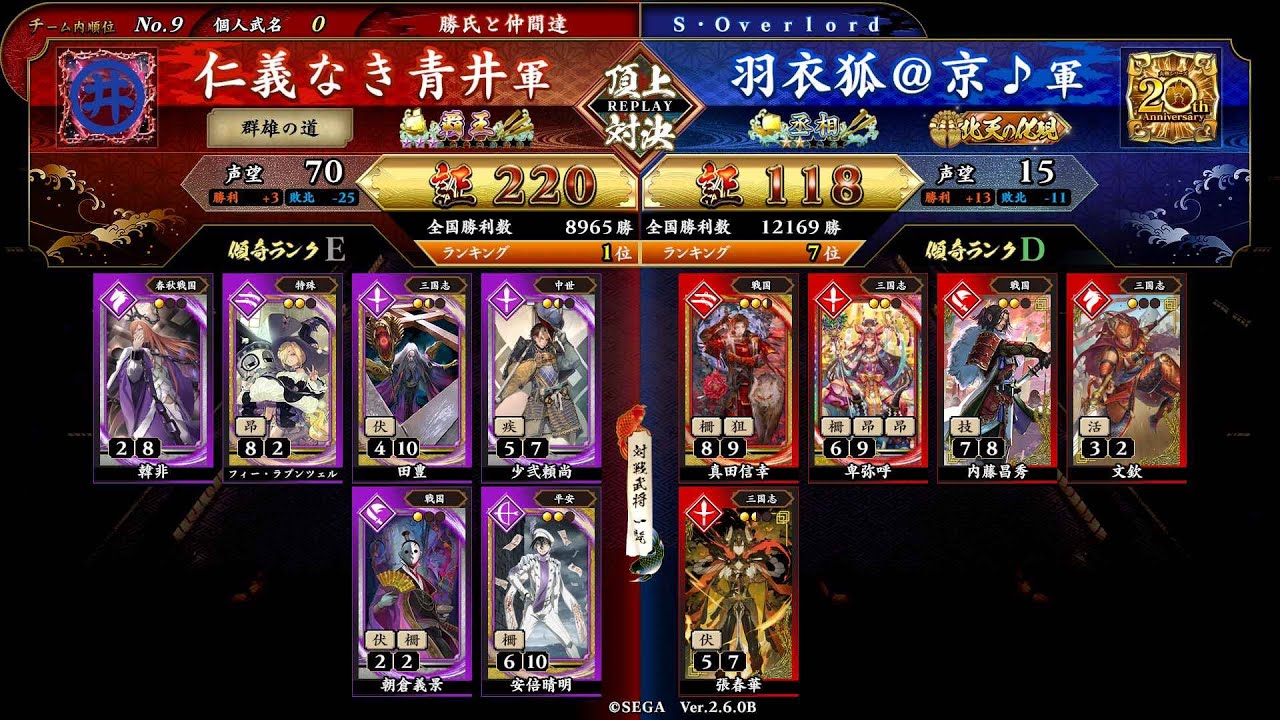 チーム内順位 No.9 個人武名 0
勝氏と仲間達
S・Overlord
仁義なき青井軍
頂上
REPLAY
対決
羽衣狐@京♪軍
井
20th
Anniversary
群雄の道
覇王
丞相
北天の化現
声望 70
勝利 +3 敗北 -25
証 220
証 118
声望 15
勝利 +13 敗北 -11
全国勝利数 8965勝
全国勝利数 12169勝
傾奇ランクE
ランキング 1位
ランキング 7位
傾奇ランクD
春秋戦国
2 8
韓非
特殊
昂
8 2
フィー・ラプンツェル
三国志
伏
4 10
田豊
中世
疾
5 7
少弐頼尚
戦国
柵 狙
8 9
真田信幸
三国志
柵 昂 昂
6 9
卑弥呼
戦国
技
7 8
内藤昌秀
三国志
活
3 2
文欽
対戦武将一覧
戦国
伏 柵
2 2
朝倉義景
平安
柵
6 10
安倍晴明
三国志
伏
5 7
張春華
©SEGA Ver.2.6.0B